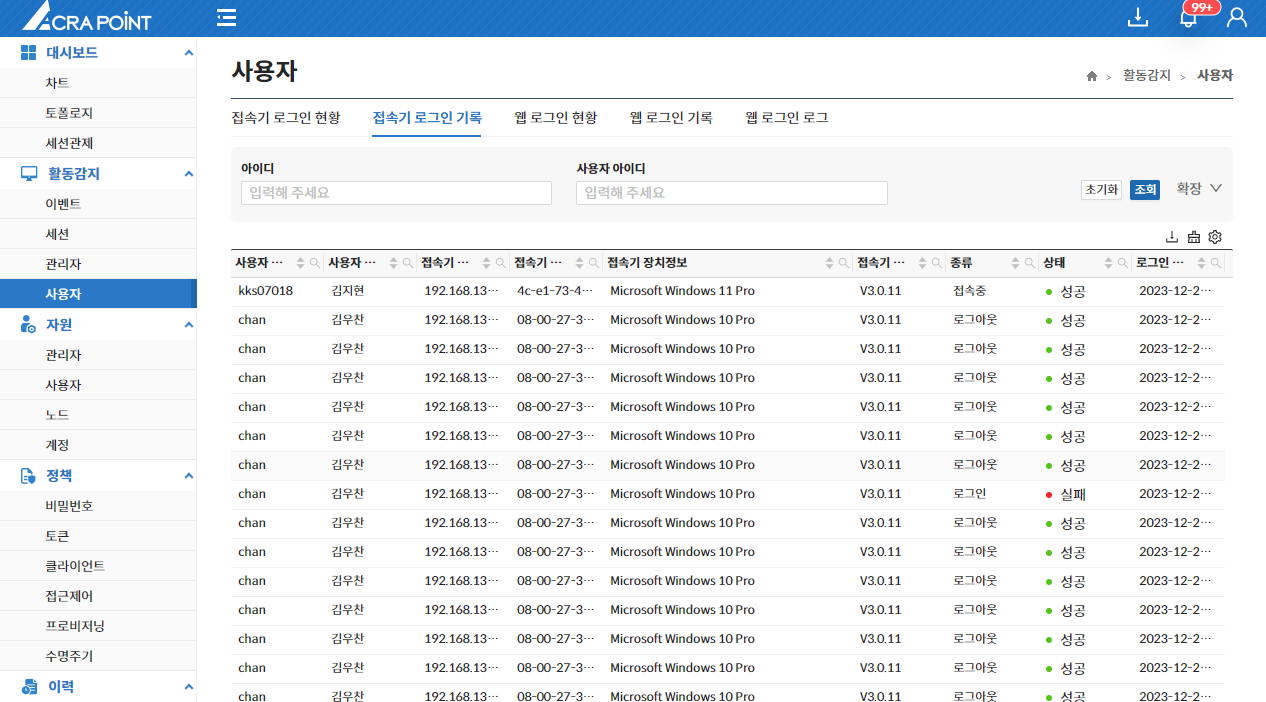 ACRA POINT
99+
대시보드
차트
토폴로지
세션관제
활동감지
이벤트
세션
관리자
사용자
자원
관리자
사용자
노드
계정
정책
비밀번호
토큰
클라이언트
접근제어
프로비저닝
수명주기
이력
사용자
> 활동감지 > 사용자
접속기 로그인 현황 접속기 로그인 기록 웹 로그인 현황 웹 로그인 기록 웹 로그인 로그
아이디 사용자 아이디
입력해 주세요 입력해 주세요 초기화 조회 확장
사용자 ··· 사용자 ··· 접속기 ··· 접속기 ··· 접속기 장치정보 접속기 ··· 종류 상태 로그인 ···
kks07018 김지현 192.168.13··· 4c-e1-73-4··· Microsoft Windows 11 Pro V3.0.11 접속중 성공 2023-12-2···
chan 김우찬 192.168.13··· 08-00-27-3··· Microsoft Windows 10 Pro V3.0.11 로그아웃 성공 2023-12-2···
chan 김우찬 192.168.13··· 08-00-27-3··· Microsoft Windows 10 Pro V3.0.11 로그아웃 성공 2023-12-2···
chan 김우찬 192.168.13··· 08-00-27-3··· Microsoft Windows 10 Pro V3.0.11 로그아웃 성공 2023-12-2···
chan 김우찬 192.168.13··· 08-00-27-3··· Microsoft Windows 10 Pro V3.0.11 로그아웃 성공 2023-12-2···
chan 김우찬 192.168.13··· 08-00-27-3··· Microsoft Windows 10 Pro V3.0.11 로그아웃 성공 2023-12-2···
chan 김우찬 192.168.13··· 08-00-27-3··· Microsoft Windows 10 Pro V3.0.11 로그아웃 성공 2023-12-2···
chan 김우찬 192.168.13··· 08-00-27-3··· Microsoft Windows 10 Pro V3.0.11 로그인 실패 2023-12-2···
chan 김우찬 192.168.13··· 08-00-27-3··· Microsoft Windows 10 Pro V3.0.11 로그아웃 성공 2023-12-2···
chan 김우찬 192.168.13··· 08-00-27-3··· Microsoft Windows 10 Pro V3.0.11 로그아웃 성공 2023-12-2···
chan 김우찬 192.168.13··· 08-00-27-3··· Microsoft Windows 10 Pro V3.0.11 로그아웃 성공 2023-12-2···
chan 김우찬 192.168.13··· 08-00-27-3··· Microsoft Windows 10 Pro V3.0.11 로그아웃 성공 2023-12-2···
chan 김우찬 192.168.13··· 08-00-27-3··· Microsoft Windows 10 Pro V3.0.11 로그아웃 성공 2023-12-2···
chan 김우찬 192.168.13··· 08-00-27-3··· Microsoft Windows 10 Pro V3.0.11 로그아웃 성공 2023-12-2···
chan 김우찬 192.168.13··· 08-00-27-3··· Microsoft Windows 10 Pro V3.0.11 로그아웃 성공 2023-12-2···